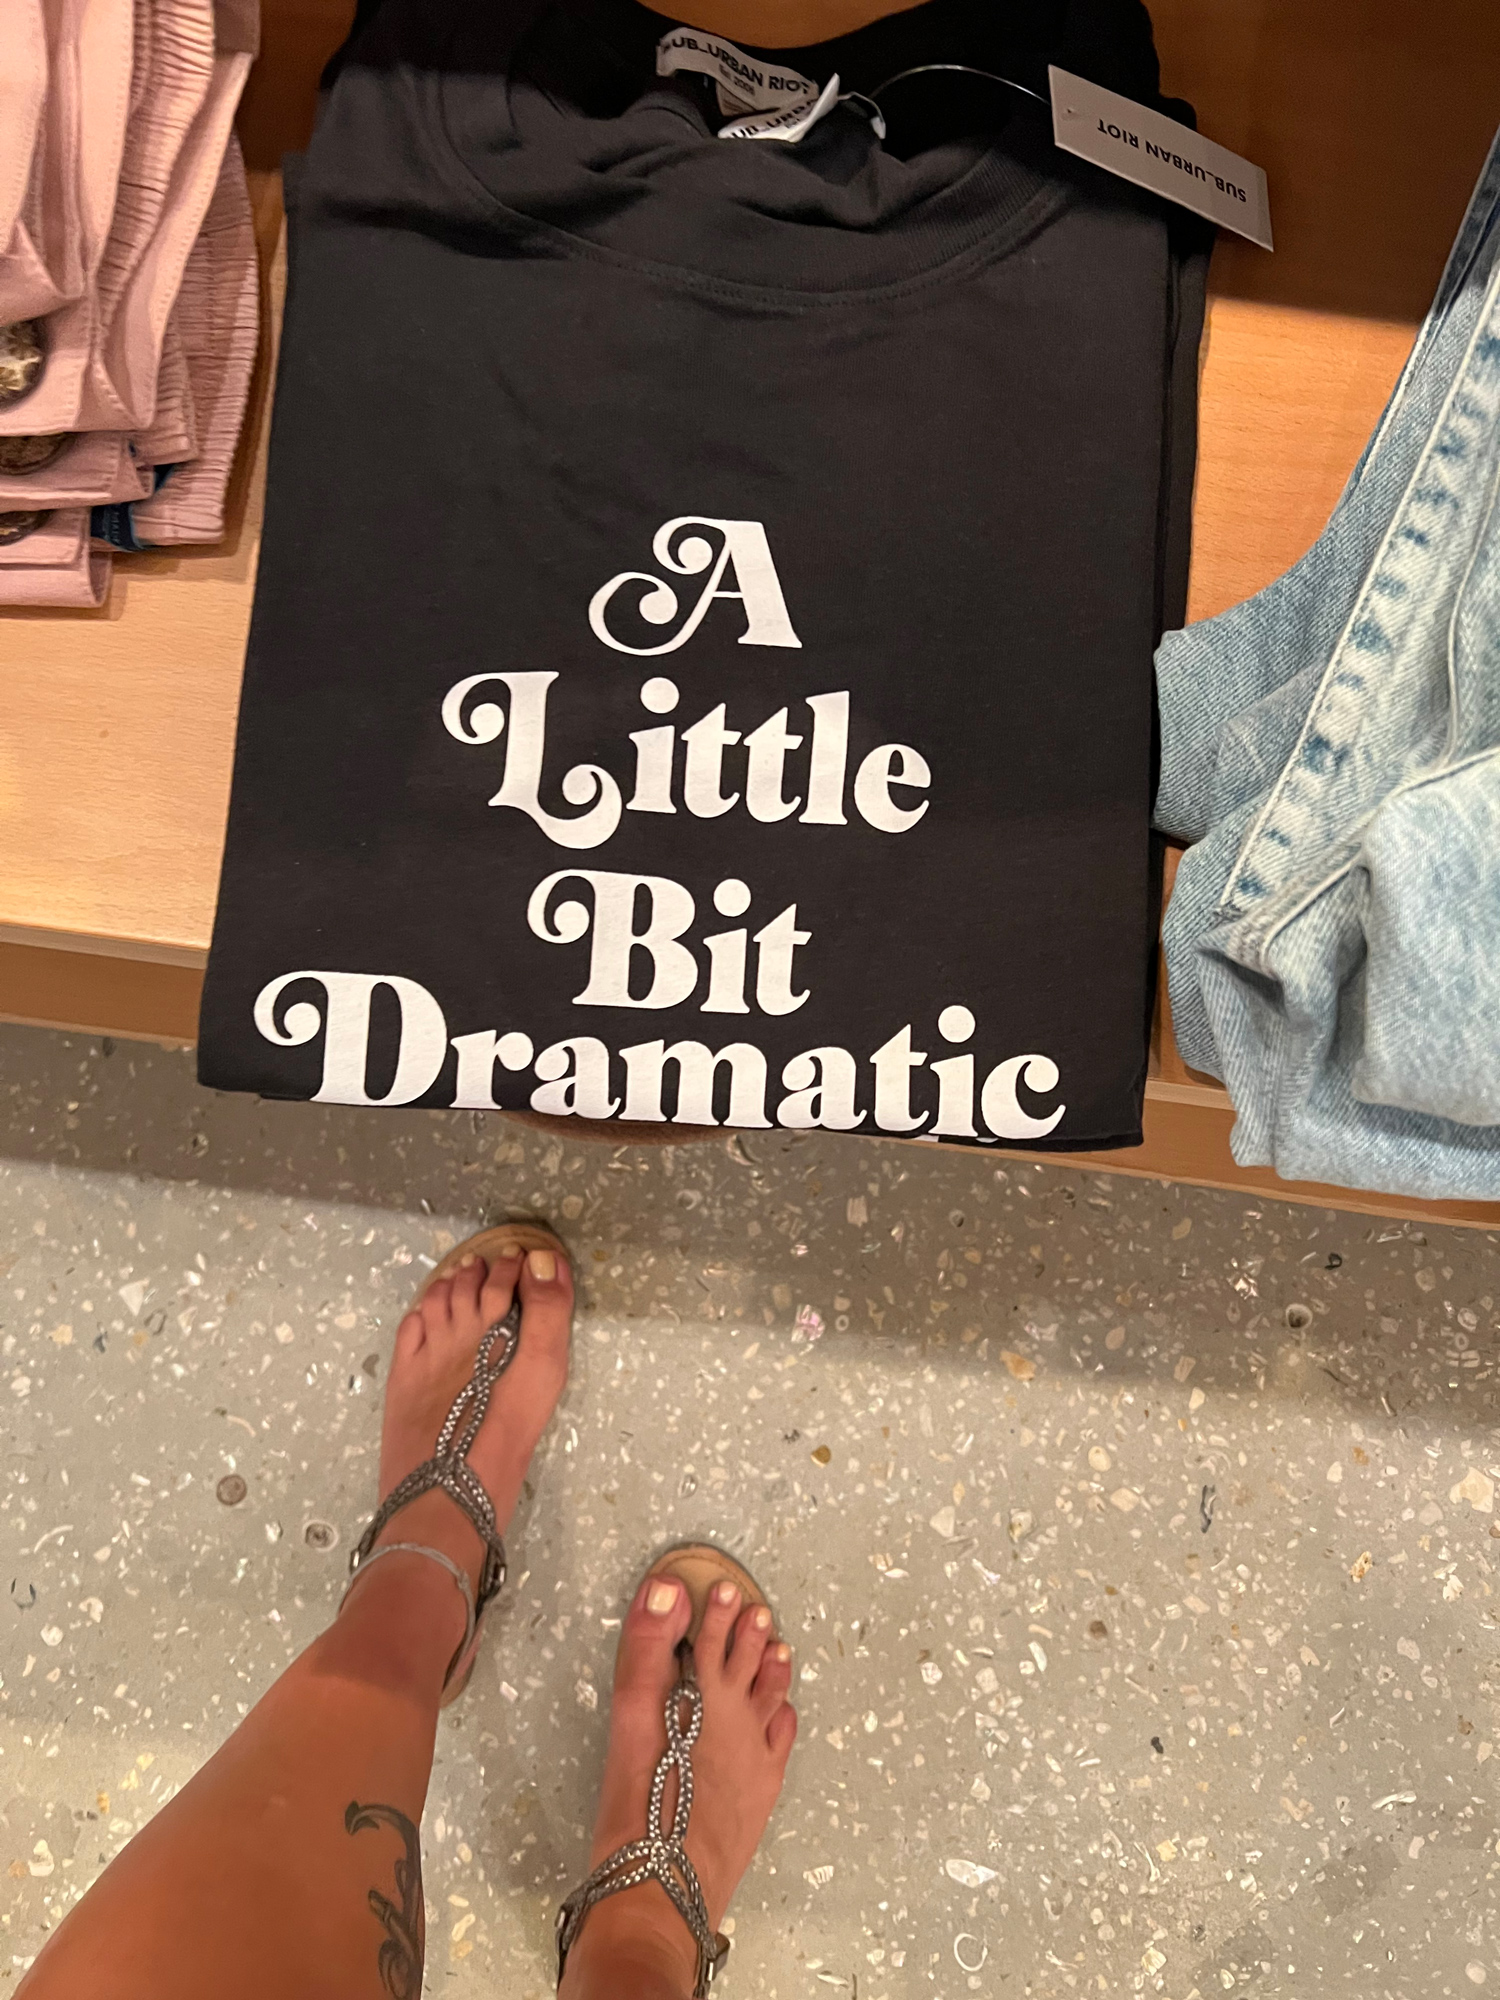 SUB_URBAN RIOT
SUB_URBAN RIOT
A
Little
Bit
Dramatic